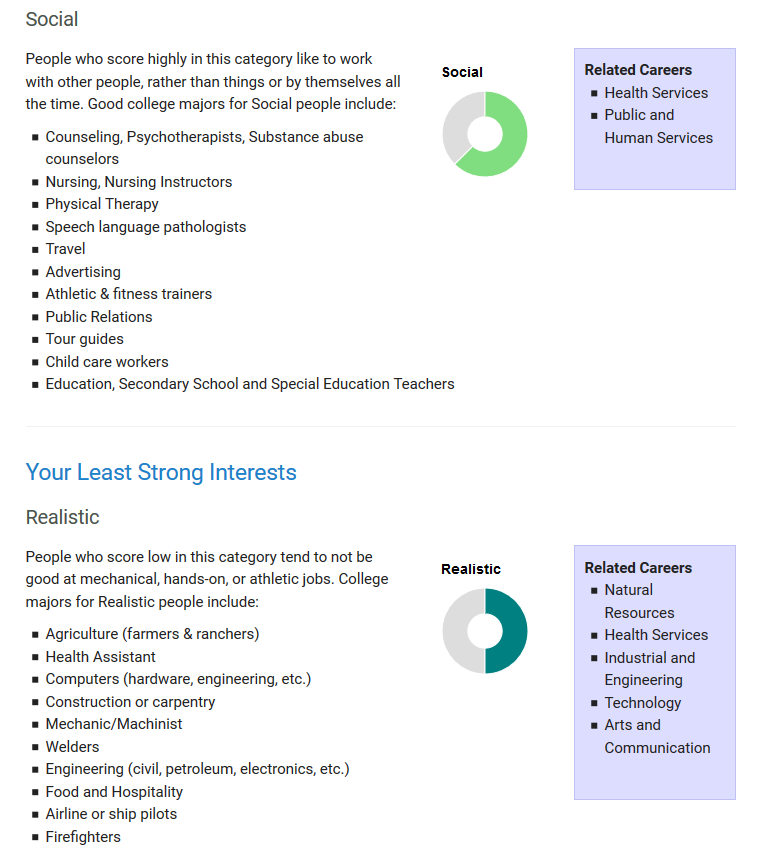 Social
People who score highly in this category like to work
with other people, rather than things or by themselves all
the time. Good college majors for Social people include:
Counseling, Psychotherapists, Substance abuse
counselors
Nursing, Nursing Instructors
Physical Therapy
Speech language pathologists
Travel
Advertising
Athletic & fitness trainers
Public Relations
Tour guides
Child care workers
Education, Secondary School and Special Education Teachers
Social
Related Careers
Health Services
Public and
Human Services
Your Least Strong Interests
Realistic
People who score low in this category tend to not be
good at mechanical, hands-on, or athletic jobs. College
majors for Realistic people include:
Agriculture (farmers & ranchers)
Health Assistant
Computers (hardware, engineering, etc.)
Construction or carpentry
Mechanic/Machinist
Welders
Engineering (civil, petroleum, electronics, etc.)
Food and Hospitality
Airline or ship pilots
Firefighters
Realistic
Related Careers
Natural
Resources
Health Services
Industrial and
Engineering
Technology
Arts and
Communication